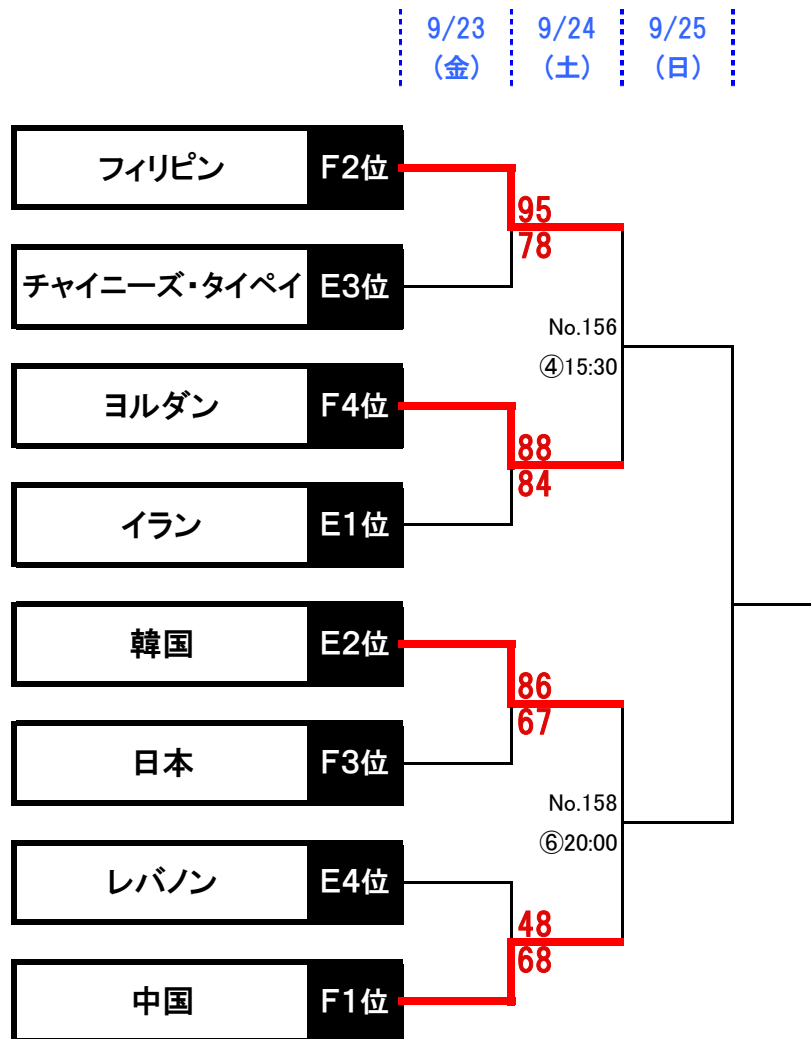 9/23 9/24 9/25
(金) (土) (日)
フィリピン F2位
95
78
チャイニーズ・タイペイ E3位
No.156
④15:30
ヨルダン F4位
88
84
イラン E1位
韓国 E2位
86
67
日本 F3位
No.158
⑥20:00
レバノン E4位
48
68
中国 F1位